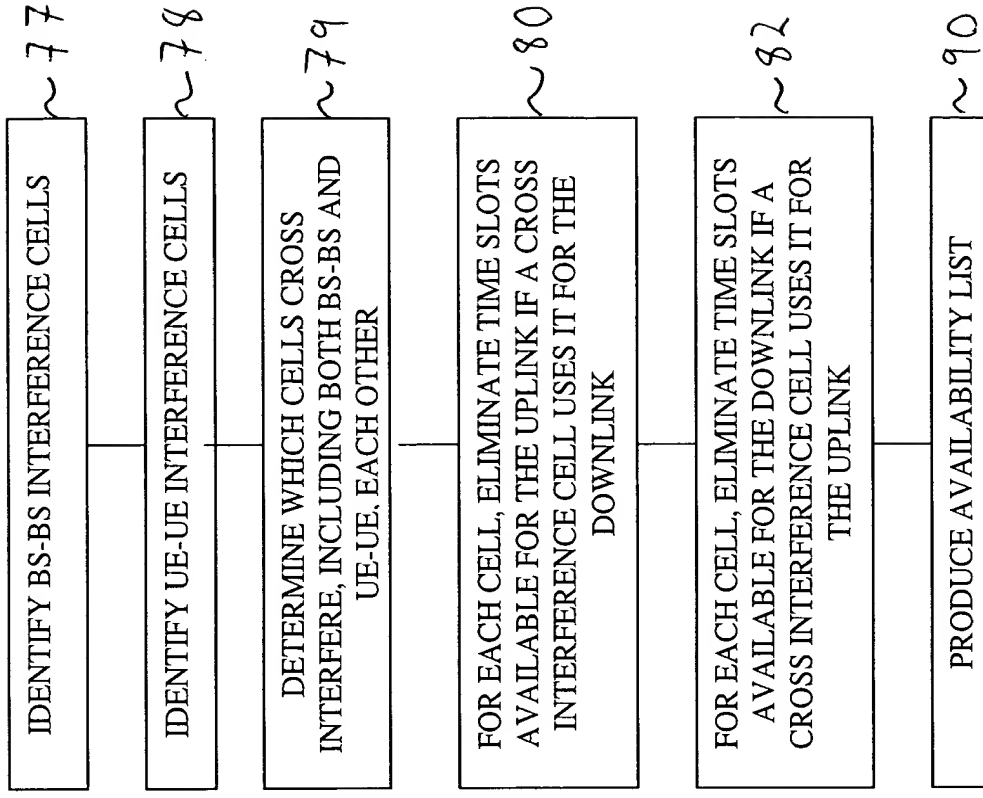 IDENTIFY BS-BS INTERFERENCE CELLS
~77
IDENTIFY UE-UE INTERFERENCE CELLS
~78
DETERMINE WHICH CELLS CROSS
INTERFERE, INCLUDING BOTH BS-BS AND
UE-UE, EACH OTHER
~79
FOR EACH CELL, ELIMINATE TIME SLOTS
AVAILABLE FOR THE UPLINK IF A CROSS
INTERFERENCE CELL USES IT FOR THE
DOWNLINK
~80
FOR EACH CELL, ELIMINATE TIME SLOTS
AVAILABLE FOR THE DOWNLINK IF A
CROSS INTERFERENCE CELL USES IT FOR
THE UPLINK
~82
PRODUCE AVAILABILITY LIST
~90